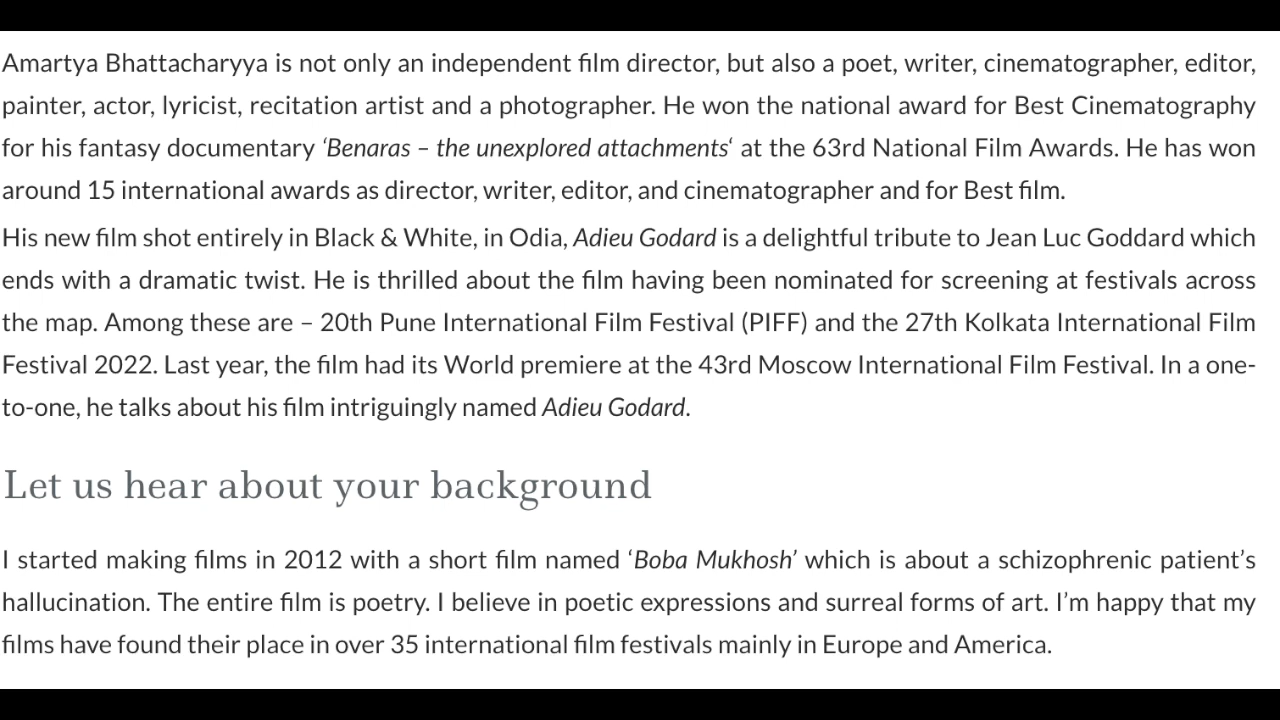 Amartya Bhattacharyya is not only an independent film director, but also a poet, writer, cinematographer, editor,
painter, actor, lyricist, recitation artist and a photographer. He won the national award for Best Cinematography
for his fantasy documentary ‘Benaras – the unexplored attachments‘ at the 63rd National Film Awards. He has won
around 15 international awards as director, writer, editor, and cinematographer and for Best film.
His new film shot entirely in Black & White, in Odia, Adieu Godard is a delightful tribute to Jean Luc Goddard which
ends with a dramatic twist. He is thrilled about the film having been nominated for screening at festivals across
the map. Among these are – 20th Pune International Film Festival (PIFF) and the 27th Kolkata International Film
Festival 2022. Last year, the film had its World premiere at the 43rd Moscow International Film Festival. In a one-
to-one, he talks about his film intriguingly named Adieu Godard.
Let us hear about your background
I started making films in 2012 with a short film named ‘Boba Mukhosh’ which is about a schizophrenic patient’s
hallucination. The entire film is poetry. I believe in poetic expressions and surreal forms of art. I’m happy that my
films have found their place in over 35 international film festivals mainly in Europe and America.